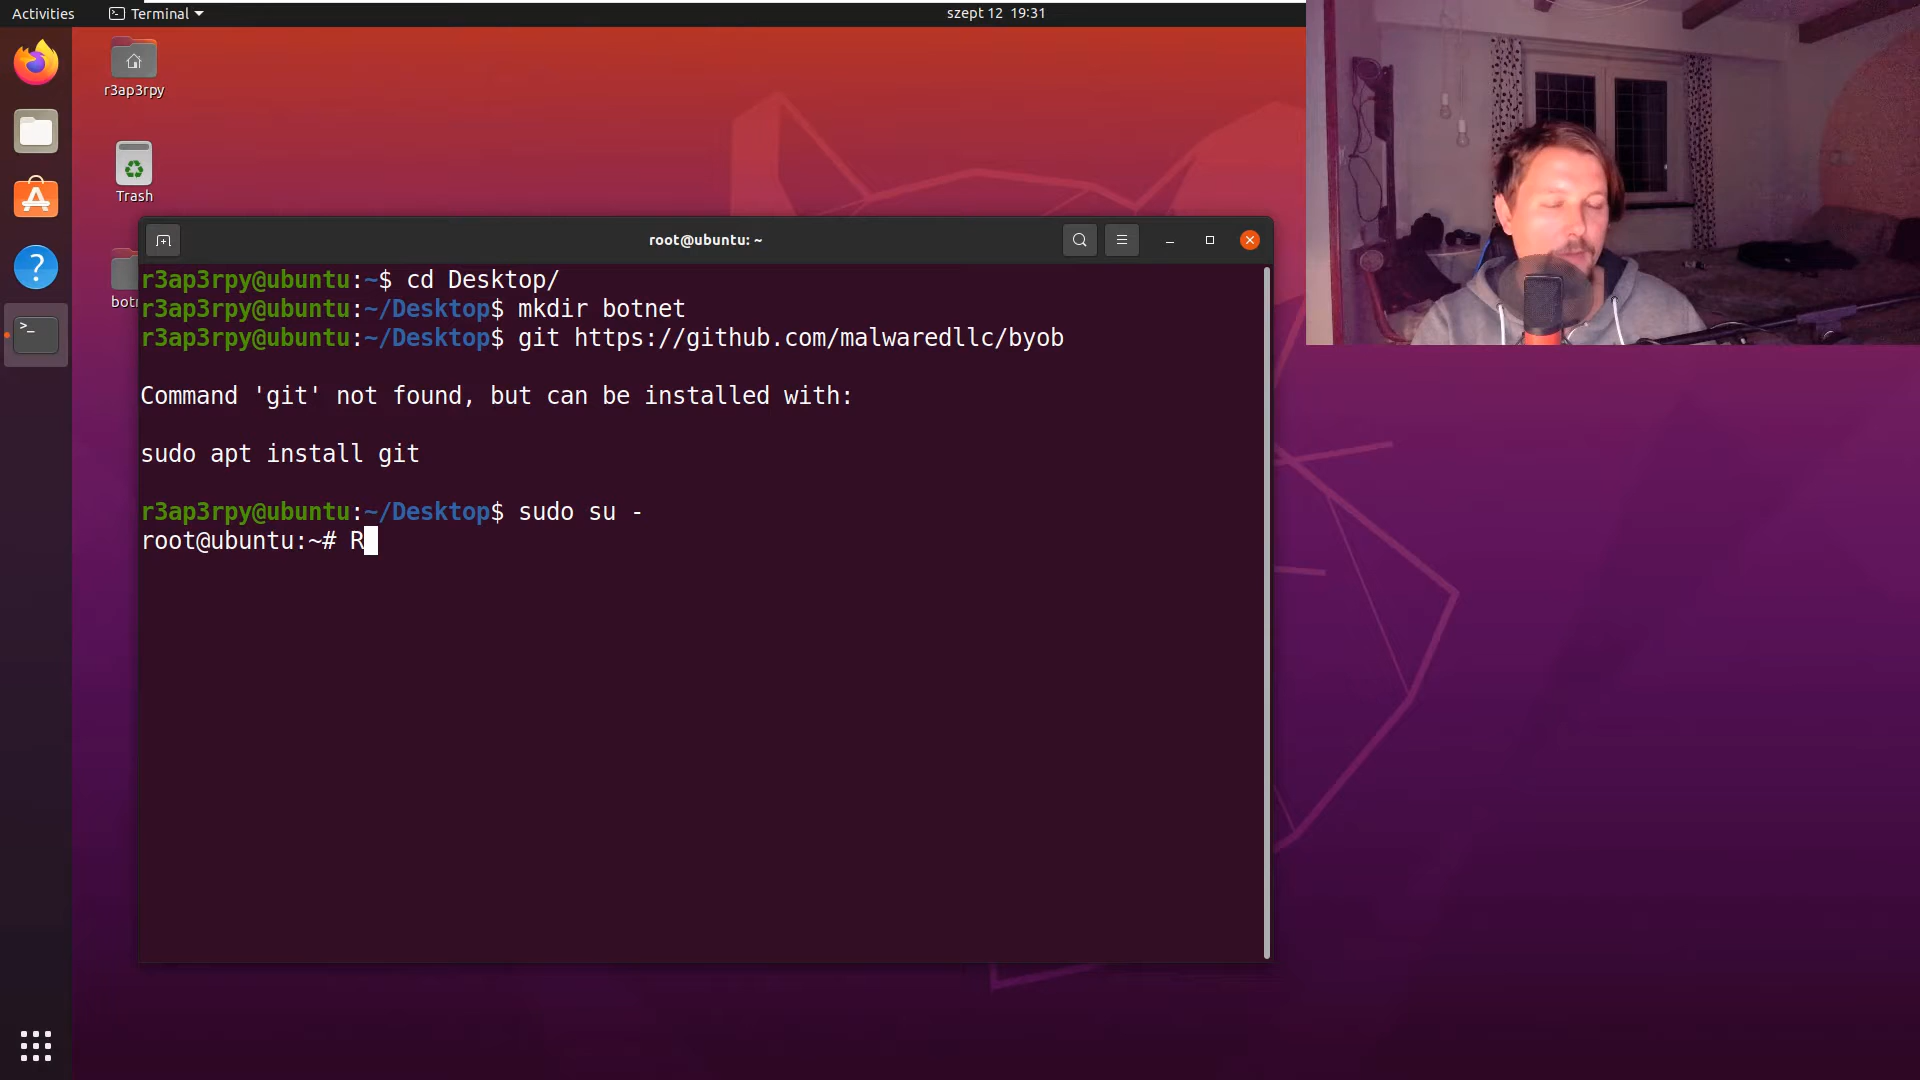 Activities
Terminal
szept 12 19:31
r3ap3rpy
Trash
botn
root@ubuntu: ~
r3ap3rpy@ubuntu:~$ cd Desktop/
r3ap3rpy@ubuntu:~/Desktop$ mkdir botnet
r3ap3rpy@ubuntu:~/Desktop$ git https://github.com/malwaredllc/byob
Command 'git' not found, but can be installed with:
sudo apt install git
r3ap3rpy@ubuntu:~/Desktop$ sudo su -
root@ubuntu:~# R